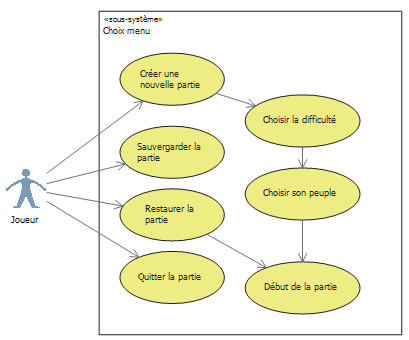 «sous-système»
Choix menu
Créer une
nouvelle partie
Choisir la difficulté
Sauvergarder la
partie
Choisir son peuple
Restaurer la
partie
Joueur
Quitter la partie
Début de la partie